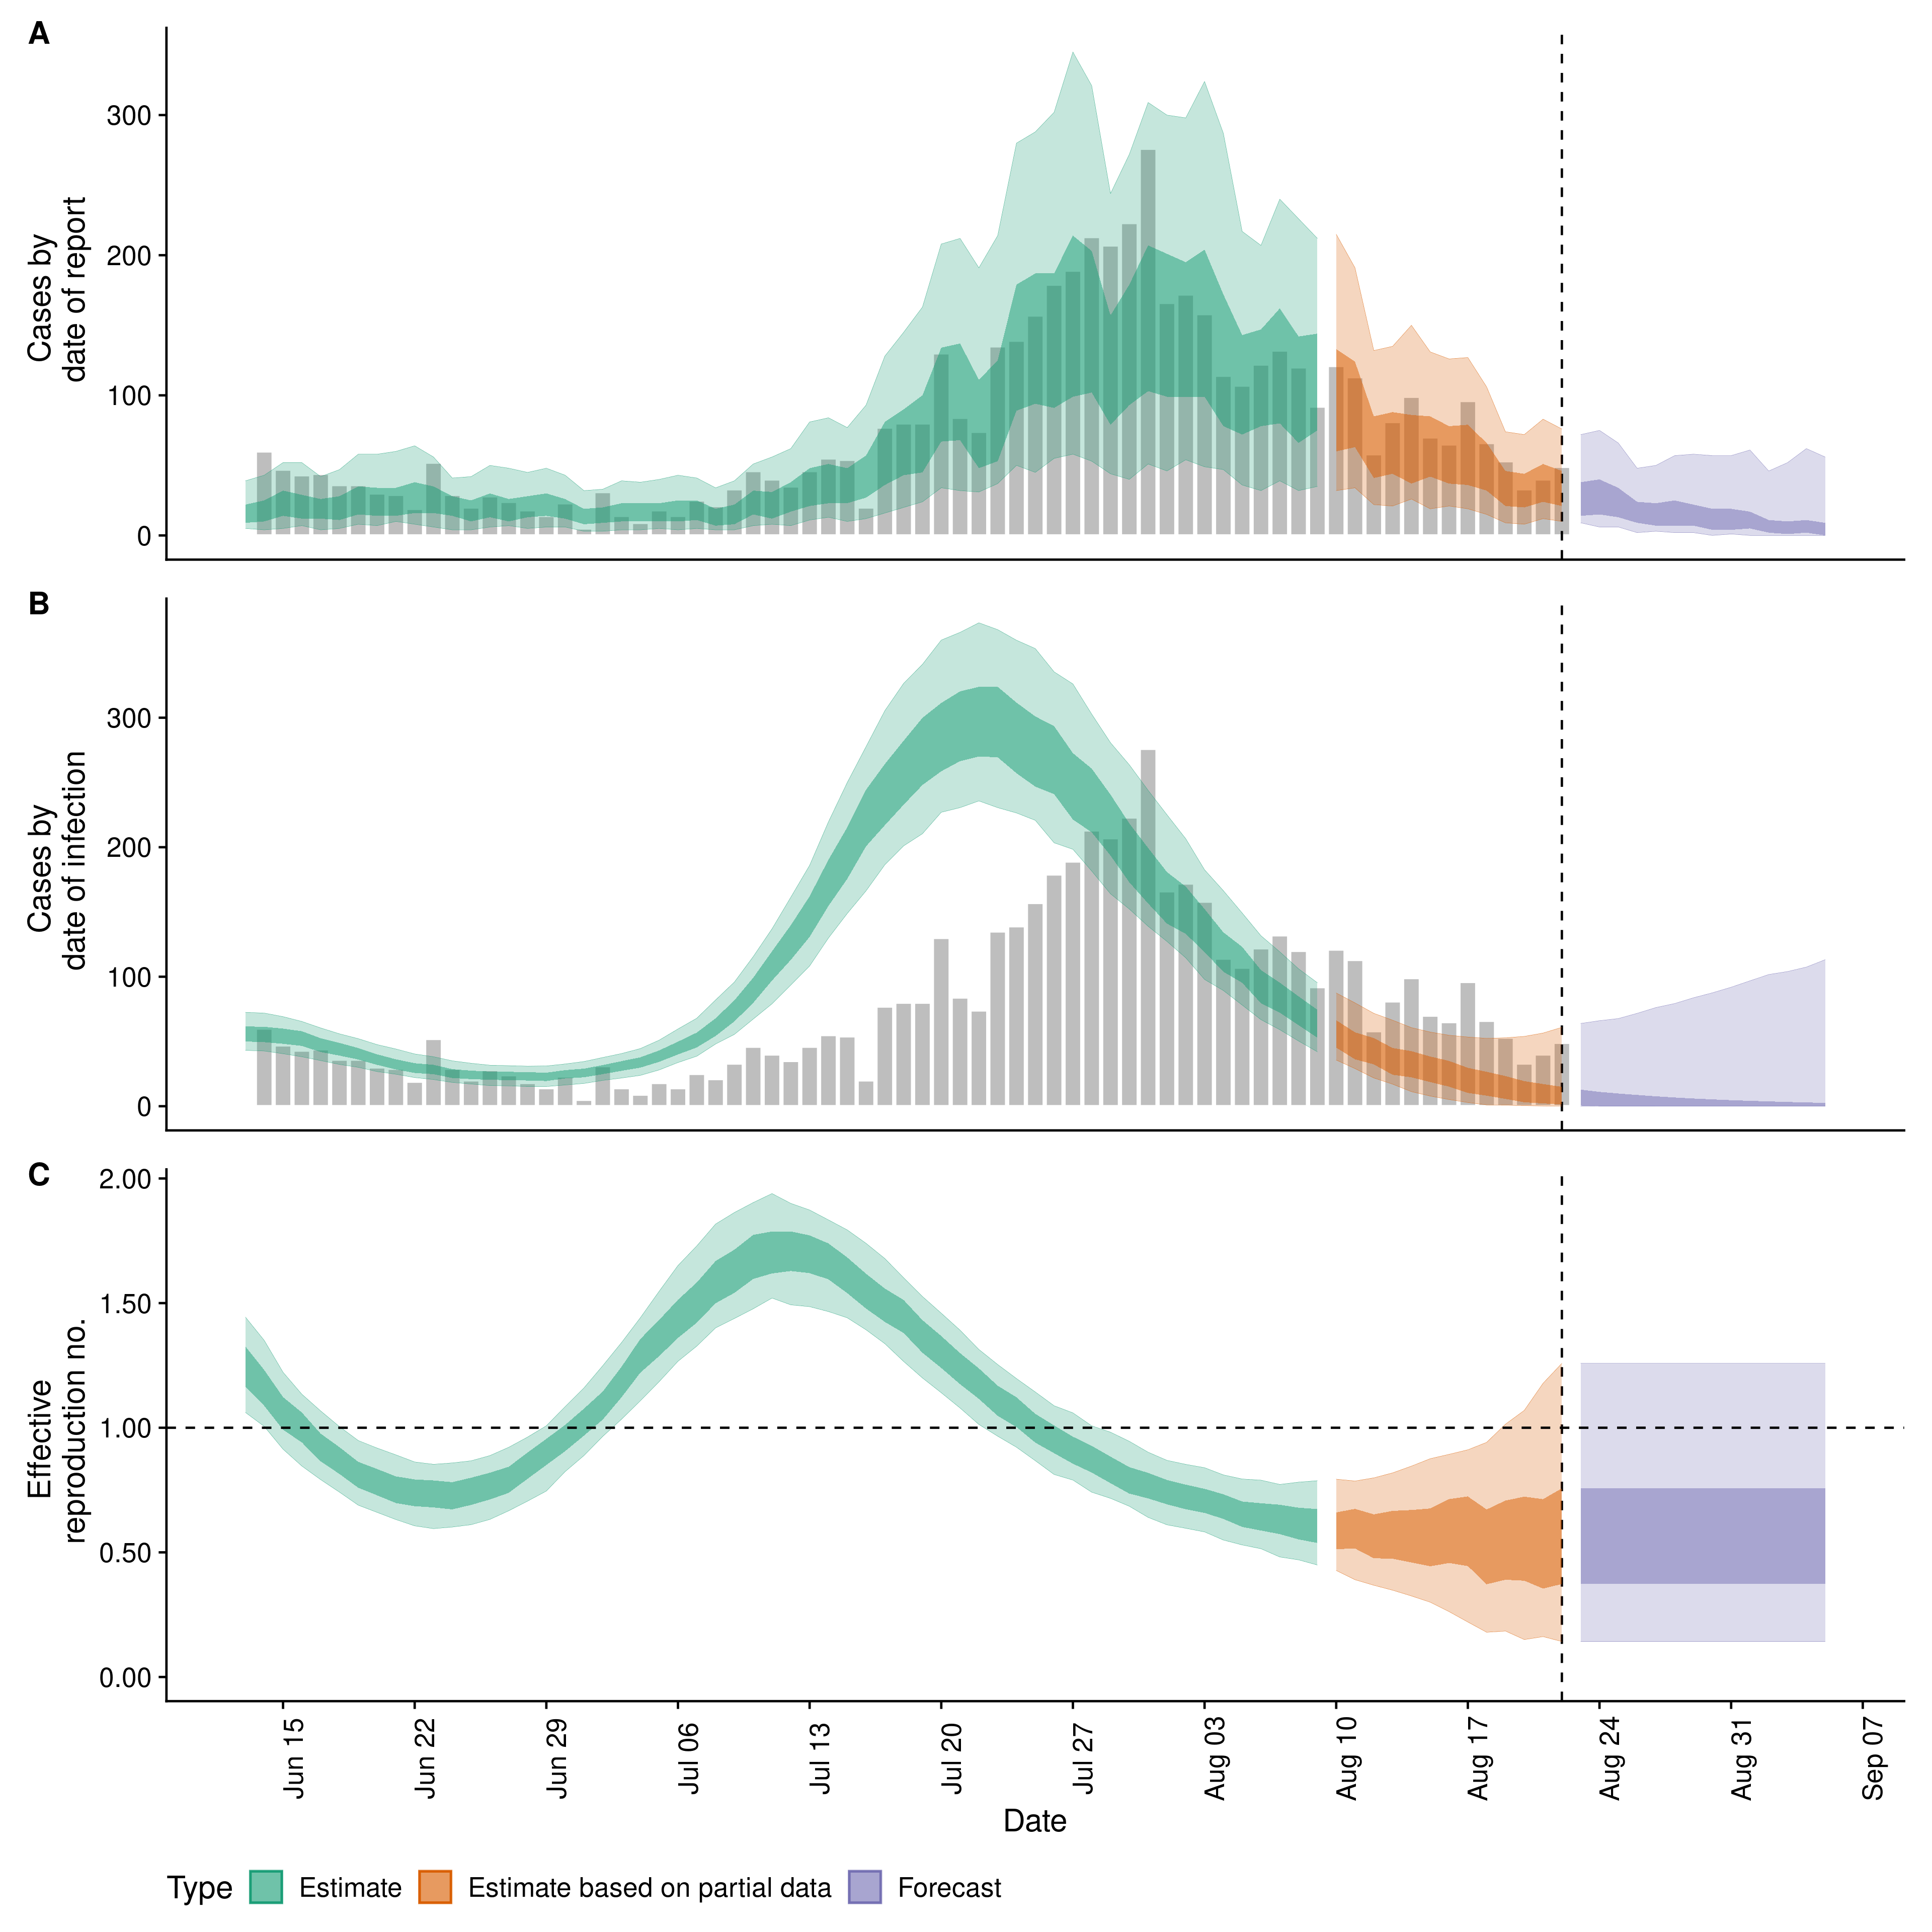 A
Cases by
date of report
300
200
100
0
B
Cases by
date of infection
300
200
100
0
C
Effective
reproduction no.
2.00
1.50
1.00
0.50
0.00
Jun 15
Jun 22
Jun 29
Jul 06
Jul 13
Jul 20
Jul 27
Aug 03
Aug 10
Aug 17
Aug 24
Aug 31
Sep 07
Date
Type Estimate Estimate based on partial data Forecast